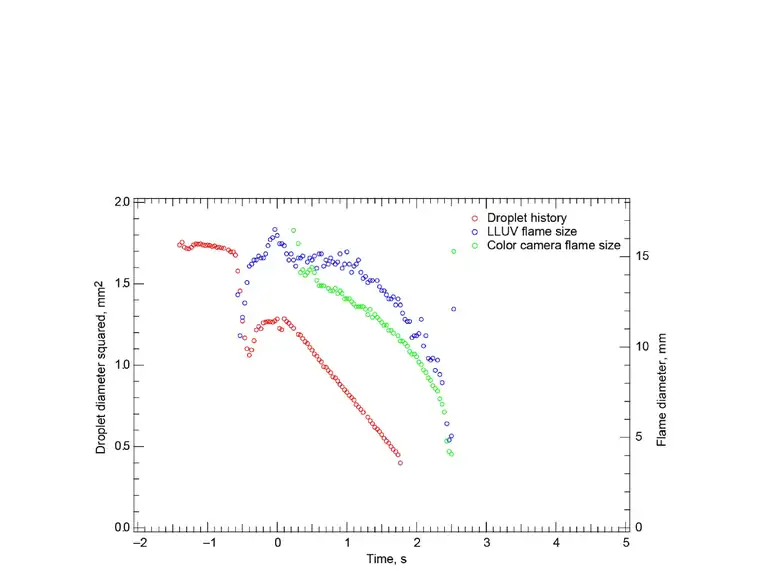 2.0
1.5
1.0
0.5
0.0
Droplet diameter squared, mm2
Droplet history
LLUV flame size
Color camera flame size
15
10
5
0
Flame diameter, mm
–2
–1
0
1
2
3
4
5
Time, s